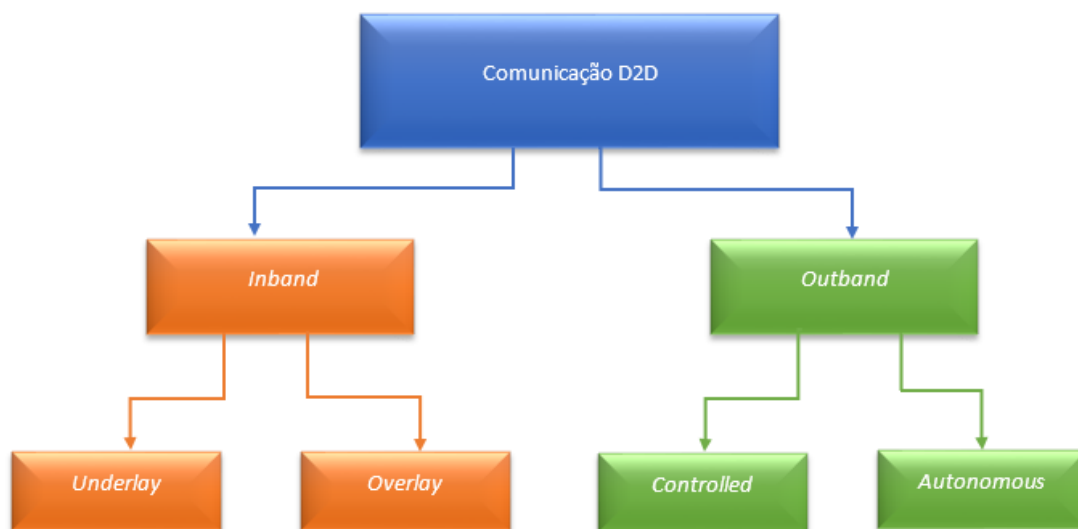 Comunicação D2D
Inband
Outband
Underlay
Overlay
Controlled
Autonomous